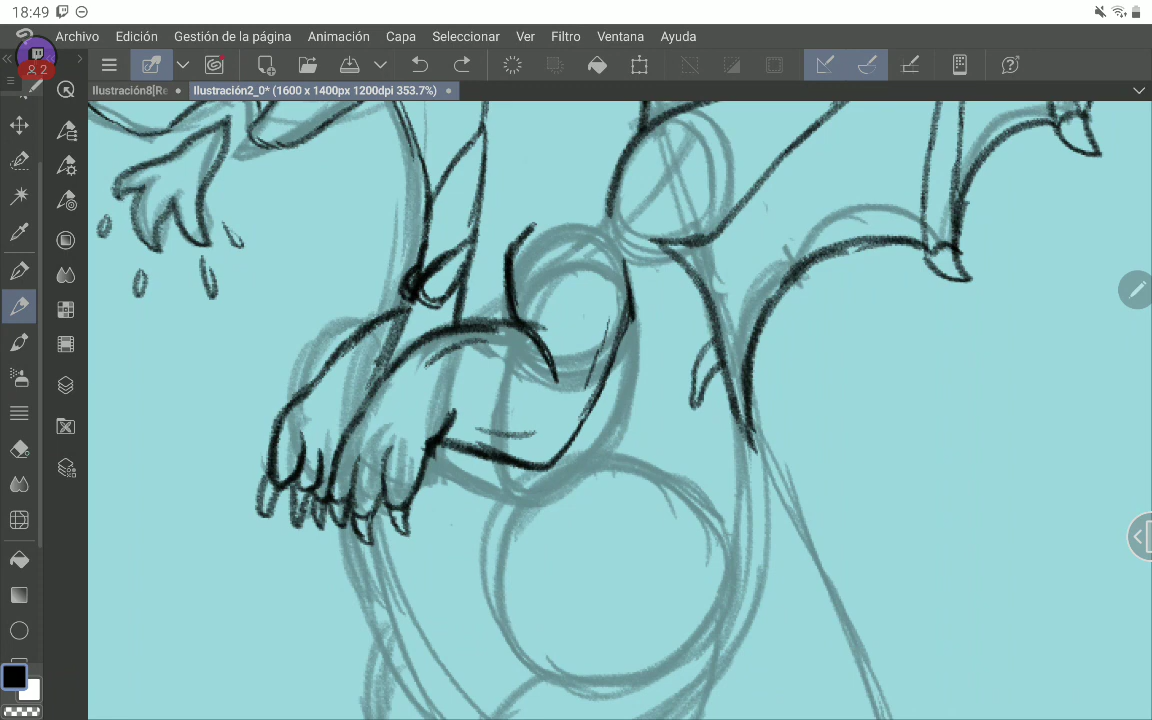 18:49
Archivo Edición Gestión de la página Animación Capa Seleccionar Ver Filtro Ventana Ayuda
2
Ilustración8[Re Ilustración2_0* (1600 x 1400px 1200dpi 353.7%)